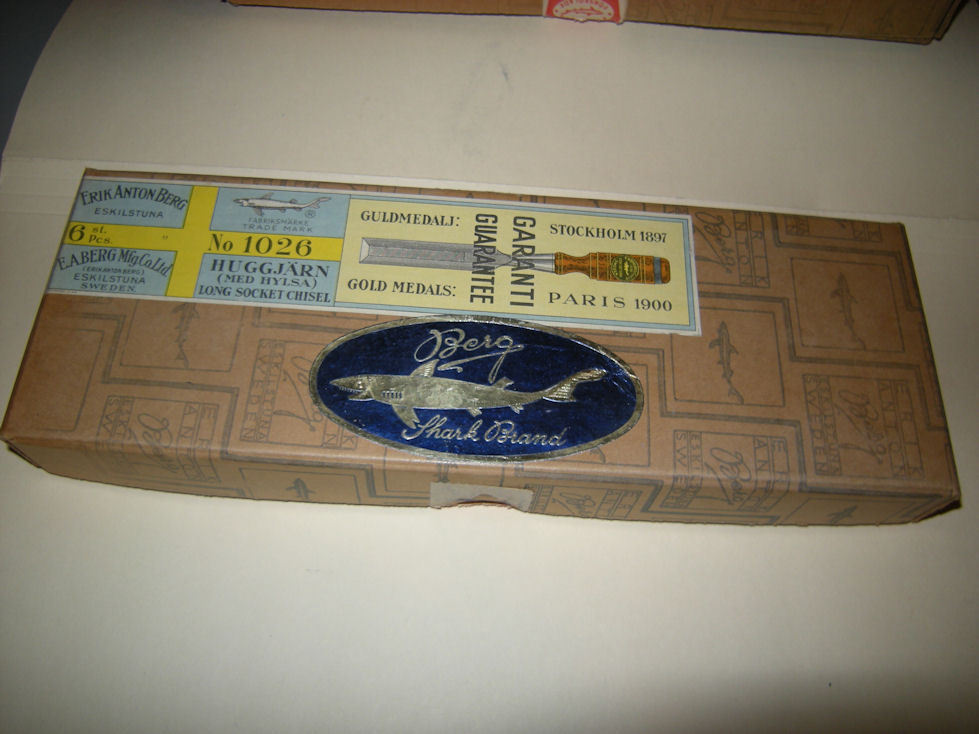 ERIK ANTON BERG
ESKILSTUNA
6 st.
Pcs. "
E.A.BERG Mfg Co. Ltd
(ERIK ANTON BERG)
ESKILSTUNA
SWEDEN.
FABRIKSMÄRKE ®
TRADE MARK
No 1026
HUGGJÄRN
(MED HYLSA)
LONG SOCKET CHISEL
GULDMEDALJ:
GOLD MEDALS:
GARANTI
GUARANTEE
STOCKHOLM 1897
PARIS 1900
Berg
Shark Brand